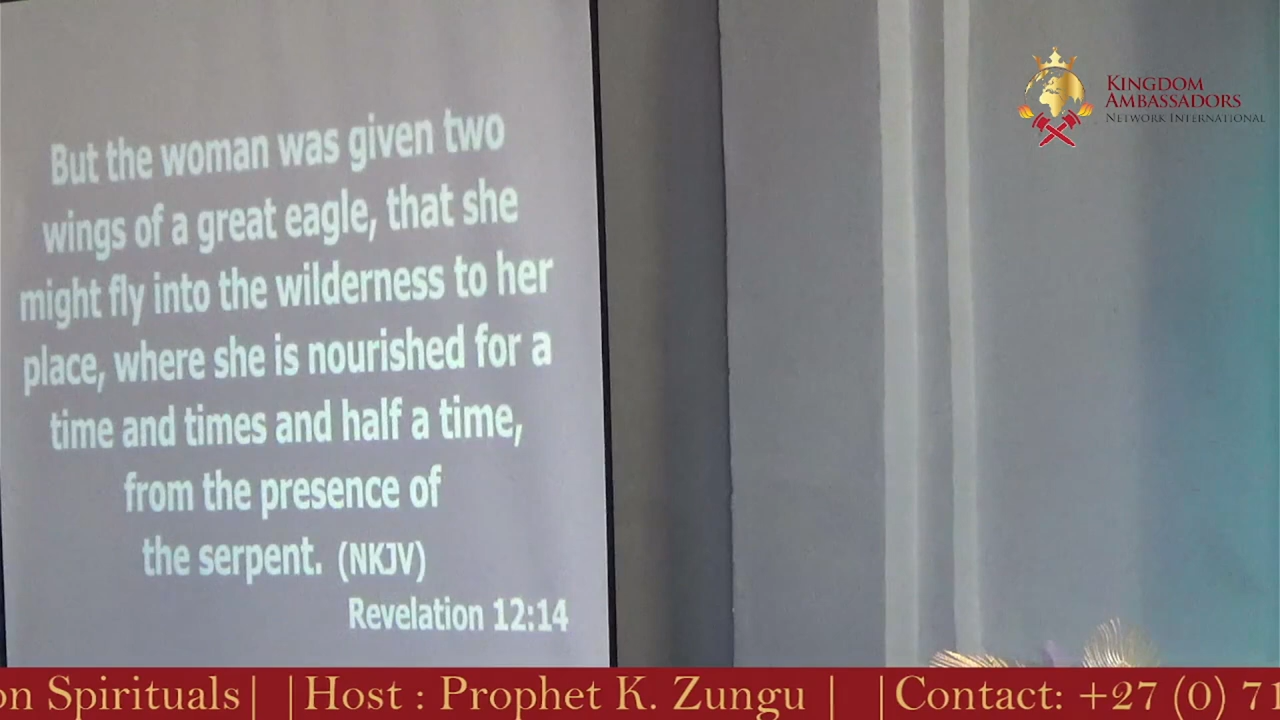 But the woman was given two
wings of a great eagle, that she
might fly into the wilderness to her
place, where she is nourished for a
time and times and half a time,
from the presence of
the serpent. (NKJV)
Revelation 12:14
KINGDOM
AMBASSADORS
NETWORK INTERNATIONAL
on Spirituals| |Host : Prophet K. Zungu | |Contact: +27 (0) 71